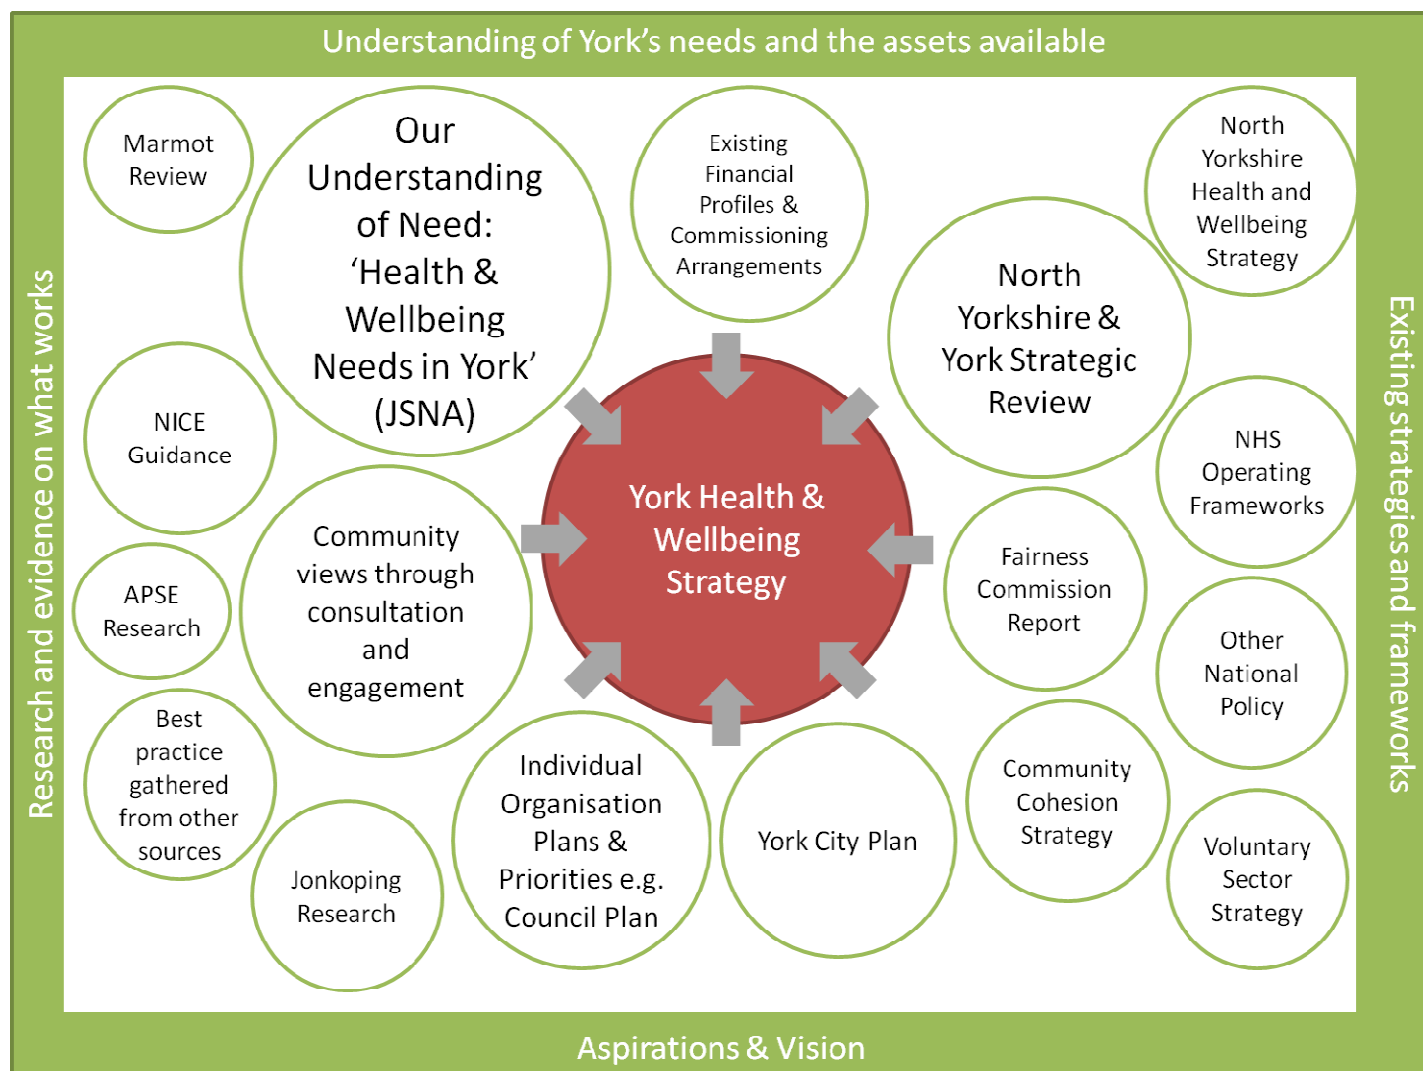 Understanding of York’s needs and the assets available
Marmot
Review
Our
Understanding
of Need:
‘Health &
Wellbeing
Needs in York’
(JSNA)
Existing
Financial
Profiles &
Commissioning
Arrangements
North
Yorkshire
Health and
Wellbeing
Strategy
North
Yorkshire &
York Strategic
Review
Research and evidence on what works
Existing strategies and frameworks
NICE
Guidance
NHS
Operating
Frameworks
York Health &
Wellbeing
Strategy
Community
views through
consultation
and
engagement
Fairness
Commission
Report
APSE
Research
Other
National
Policy
Best
practice
gathered
from other
sources
Individual
Organisation
Plans &
Priorities e.g.
Council Plan
York City Plan
Community
Cohesion
Strategy
Voluntary
Sector
Strategy
Jonkoping
Research
Aspirations & Vision